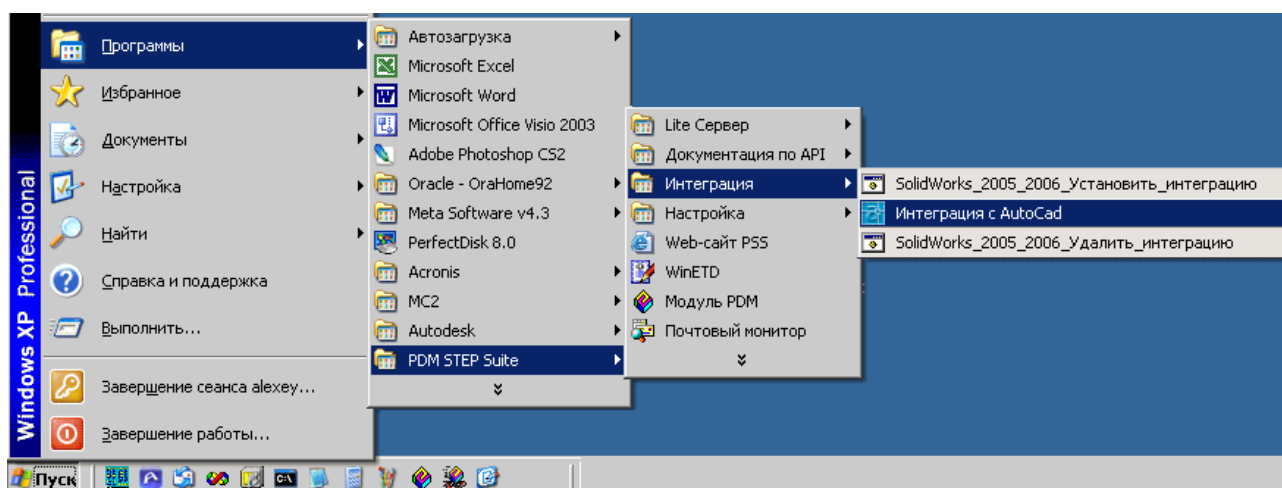 Windows XP Professional
Программы
Избранное
Документы
Настройка
Найти
Справка и поддержка
Выполнить...
Завершение сеанса alexey...
Завершение работы...
Автозагрузка
Microsoft Excel
Microsoft Word
Microsoft Office Visio 2003
Adobe Photoshop CS2
Oracle - OraHome92
Meta Software v4.3
PerfectDisk 8.0
Acronis
MC2
Autodesk
PDM STEP Suite
Lite Сервер
Документация по API
Интеграция
Настройка
Web-сайт PSS
WinETD
Модуль PDM
Почтовый монитор
SolidWorks_2005_2006_Установить_интеграцию
Интеграция с AutoCad
SolidWorks_2005_2006_Удалить_интеграцию
Пуск